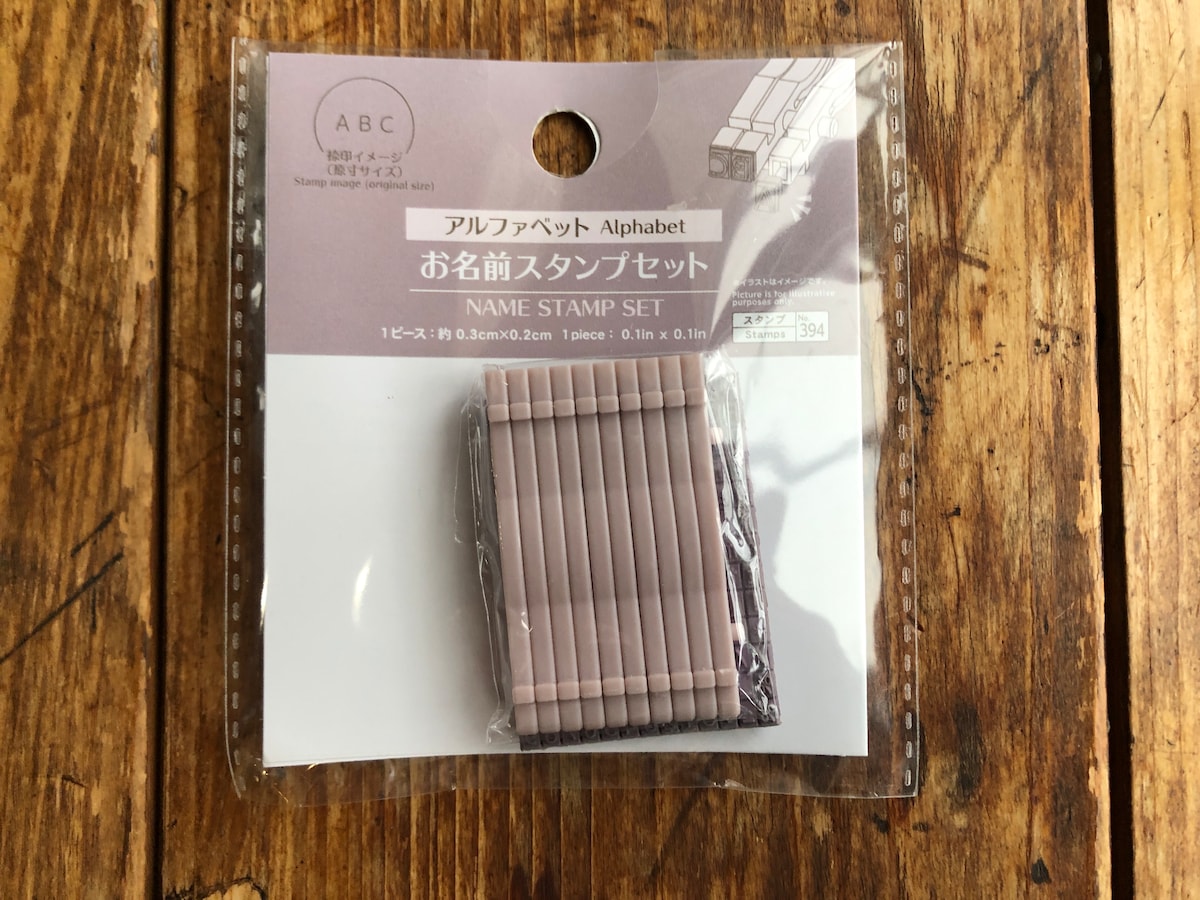 ABC
捺印イメージ
(原寸サイズ)
Stamp image (original size)
アルファベット Alphabet
お名前スタンプセット
NAME STAMP SET
1ピース:約 0.3cm×0.2cm 1piece: 0.1in x 0.1in
※イラストはイメージです。
Picture is for illustrative
purposes only.
スタンプ
Stamps
No.
394